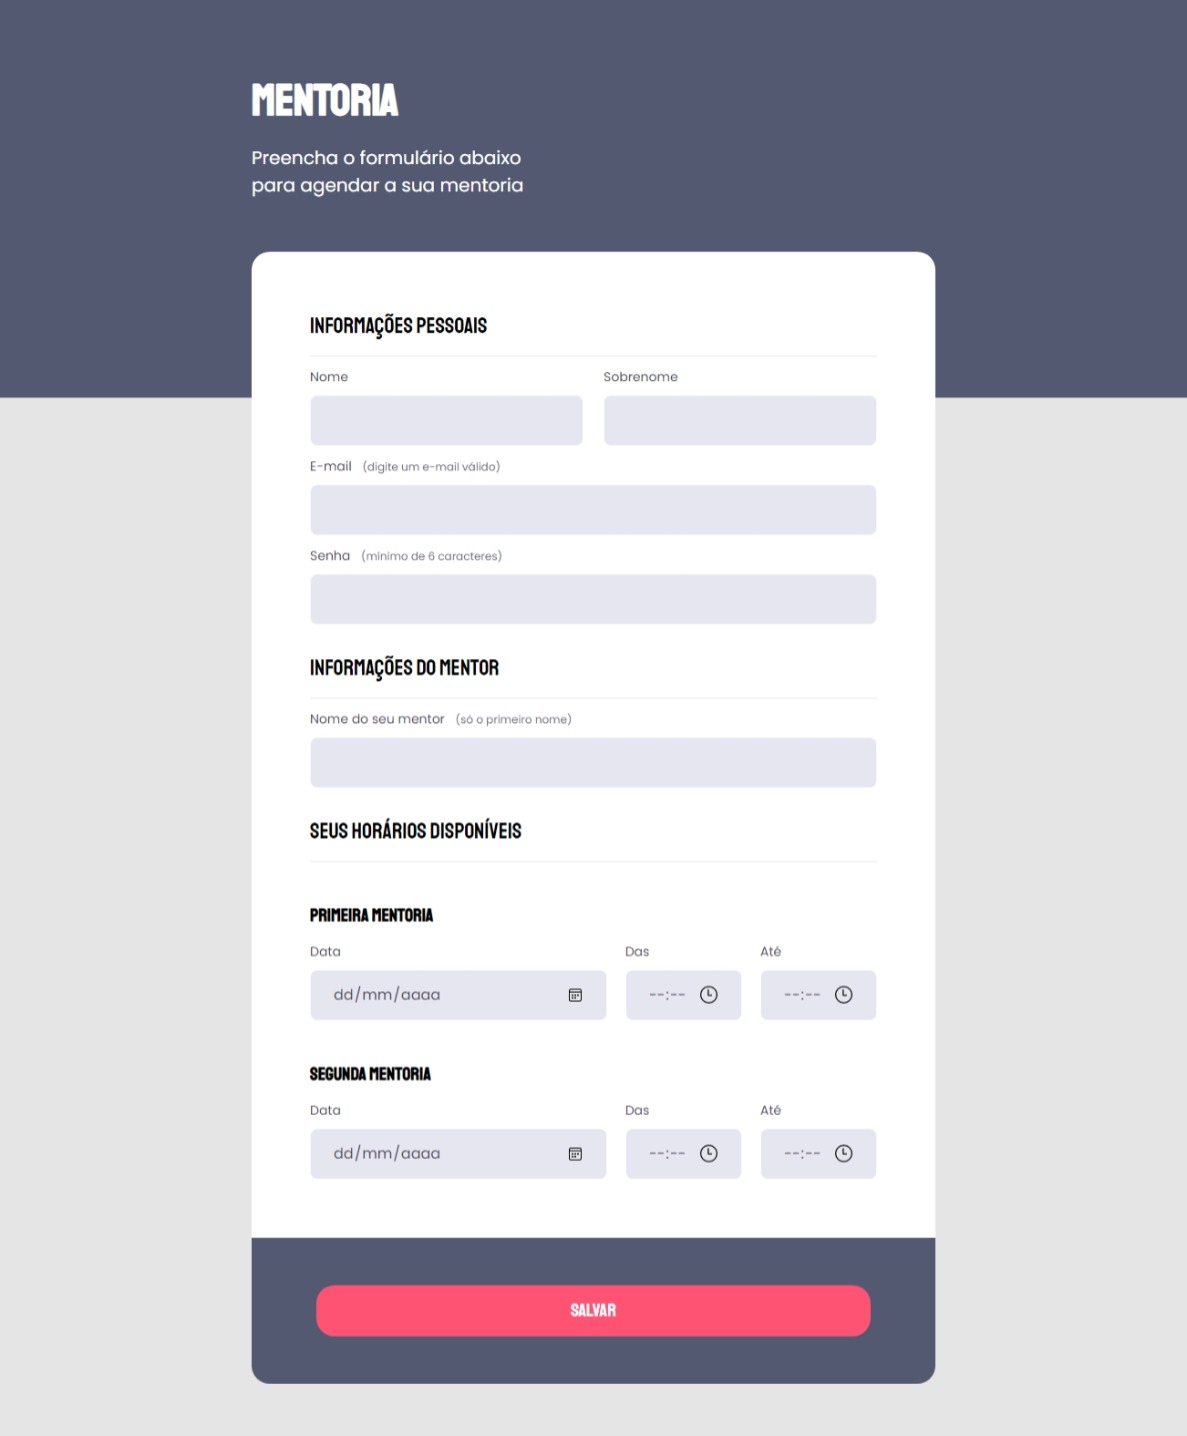 MENTORIA
Preencha o formulário abaixo
para agendar a sua mentoria
INFORMAÇÕES PESSOAIS
Nome Sobrenome
E-mail (digite um e-mail válido)
Senha (mínimo de 6 caracteres)
INFORMAÇÕES DO MENTOR
Nome do seu mentor (só o primeiro nome)
SEUS HORÁRIOS DISPONÍVEIS
PRIMEIRA MENTORIA
Data Das Até
dd/mm/aaaa --:-- --:--
SEGUNDA MENTORIA
Data Das Até
dd/mm/aaaa --:-- --:--
SALVAR